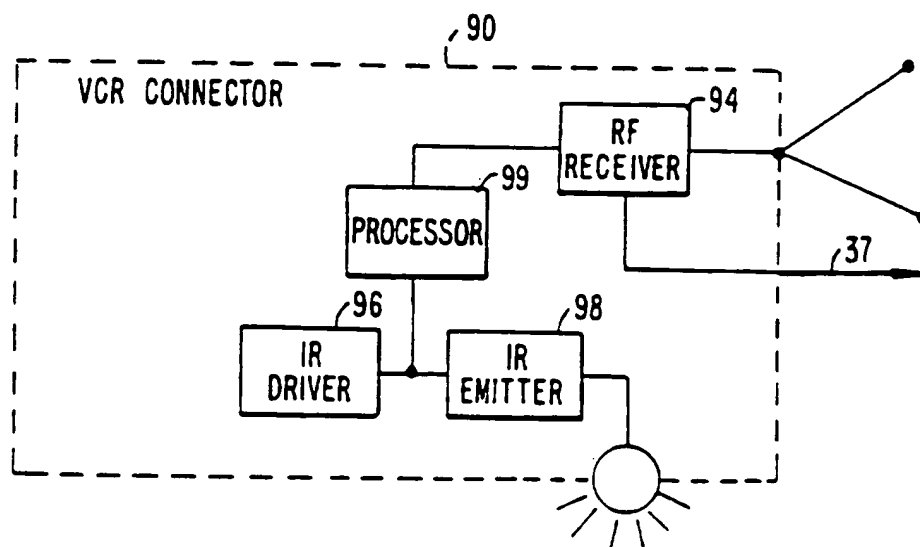 90
VCR CONNECTOR
94
RF
RECEIVER
99
PROCESSOR
37
96
IR
DRIVER
98
IR
EMITTER